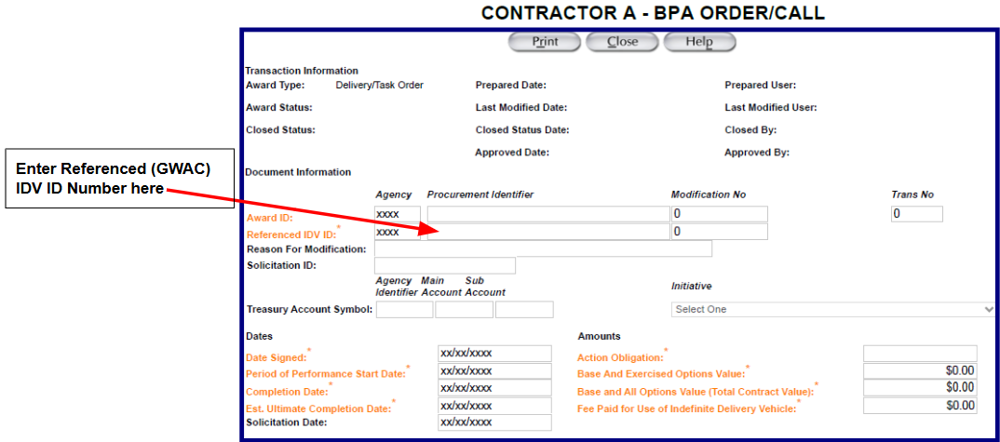 CONTRACTOR A - BPA ORDER/CALL
Print Close Help
Transaction Information
Award Type: Delivery/Task Order Prepared Date: Prepared User:
Award Status: Last Modified Date: Last Modified User:
Closed Status: Closed Status Date: Closed By:
Approved Date: Approved By:
Enter Referenced (GWAC)
IDV ID Number here
Document Information
Agency Procurement Identifier Modification No Trans No
Award ID: xxxx 0 0
Referenced IDV ID:* xxxx 0
Reason For Modification:
Solicitation ID:
Agency Main Sub
Identifier Account Account Initiative
Treasury Account Symbol: Select One
Dates Amounts
Date Signed:* xx/xx/xxxx Action Obligation:*
Period of Performance Start Date:* xx/xx/xxxx Base And Exercised Options Value:* $0.00
Completion Date:* xx/xx/xxxx Base and All Options Value (Total Contract Value):* $0.00
Est. Ultimate Completion Date:* xx/xx/xxxx Fee Paid for Use of Indefinite Delivery Vehicle:* $0.00
Solicitation Date: xx/xx/xxxx